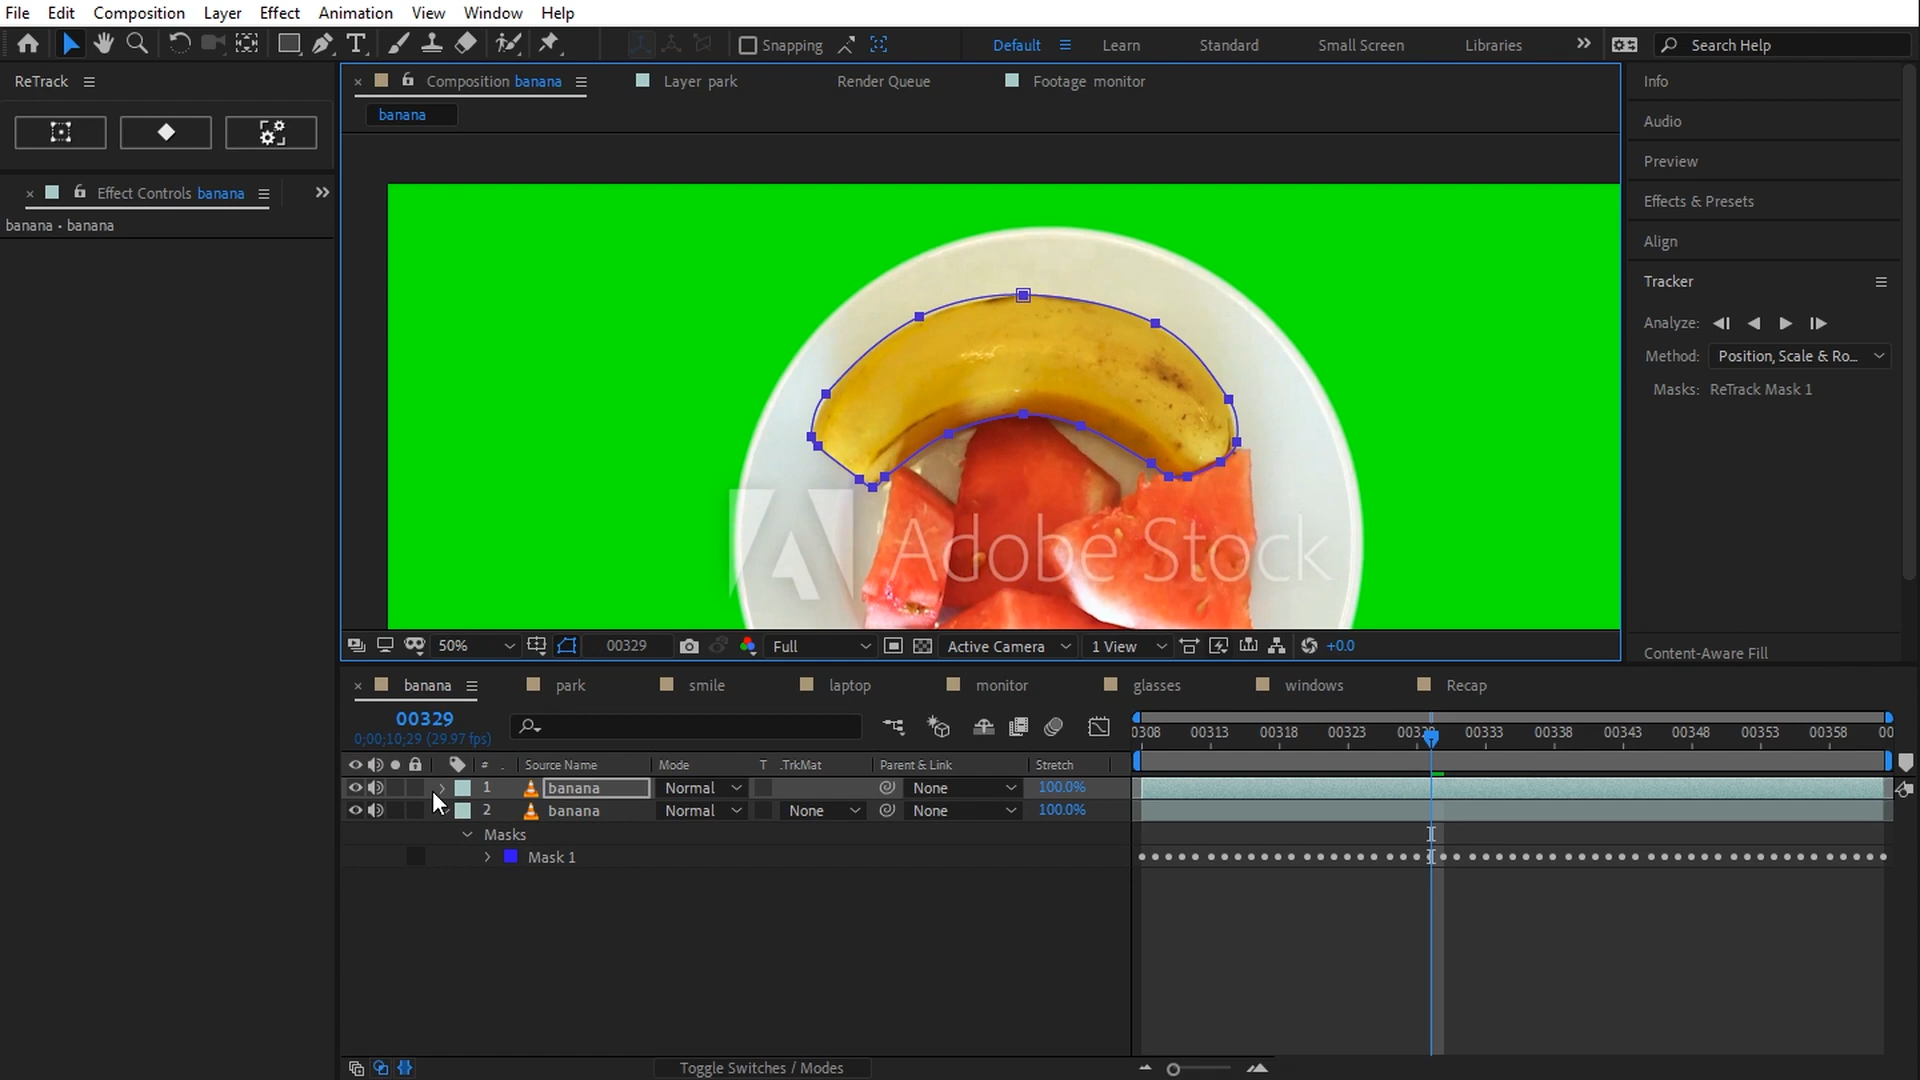 File Edit Composition Layer Effect Animation View Window Help
T Snapping Default Learn Standard Small Screen Libraries Search Help
ReTrack
Composition banana Layer park Render Queue Footage monitor
banana
Effect Controls banana
banana • banana
Info
Audio
Preview
Effects & Presets
Align
Tracker
Analyze:
Method: Position, Scale & Ro...
Masks: ReTrack Mask 1
Content-Aware Fill
Adobe Stock
50% 00329 Full Active Camera 1 View +0.0
banana park smile laptop monitor glasses windows Recap
00329
0;00;10;29 (29.97 fps)
0308 00313 00318 00323 00333 00338 00343 00348 00353 00358 00
# Source Name Mode T .TrkMat Parent & Link Stretch
1 banana Normal None 100.0%
2 banana Normal None None 100.0%
Masks
Mask 1
Toggle Switches / Modes